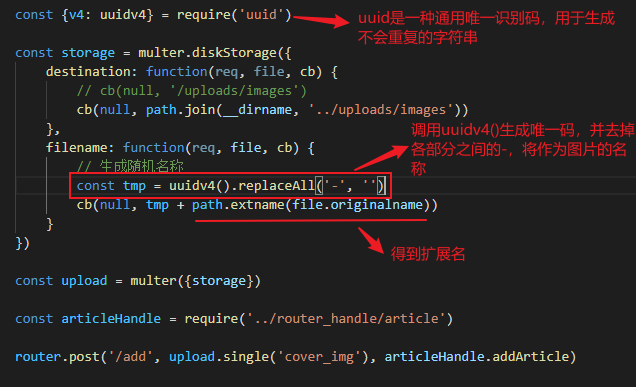 const {v4: uuidv4} = require('uuid')
uuid是一种通用唯一识别码，用于生成
不会重复的字符串
const storage = multer.diskStorage({
destination: function(req, file, cb) {
// cb(null, '/uploads/images')
cb(null, path.join(__dirname, '../uploads/images'))
},
filename: function(req, file, cb) {
// 生成随机名称
const tmp = uuidv4().replaceAll('-', '')
调用uuidv4()生成唯一码，并去掉
各部分之间的-，将作为图片的名
称
cb(null, tmp + path.extname(file.originalname))
得到扩展名
}
})
const upload = multer({storage})
const articleHandle = require('../router_handle/article')
router.post('/add', upload.single('cover_img'), articleHandle.addArticle)